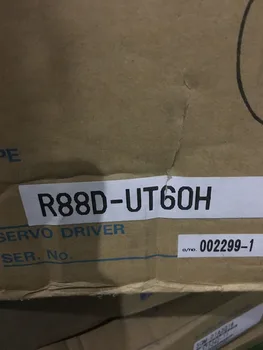 PE
R88D-UT60H
SERVO DRIVER
SER. No.
O/NO. 002299-1